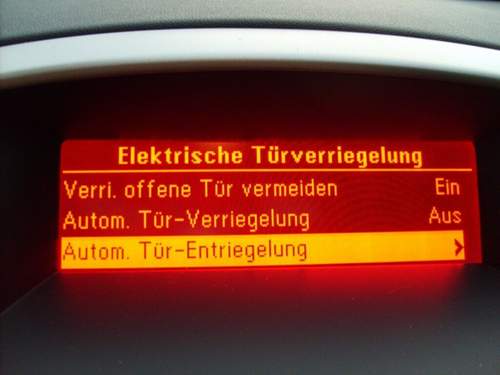 Elektrische Türverriegelung
Verri. offene Tür vermeiden Ein
Autom. Tür-Verriegelung Aus
Autom. Tür-Entriegelung